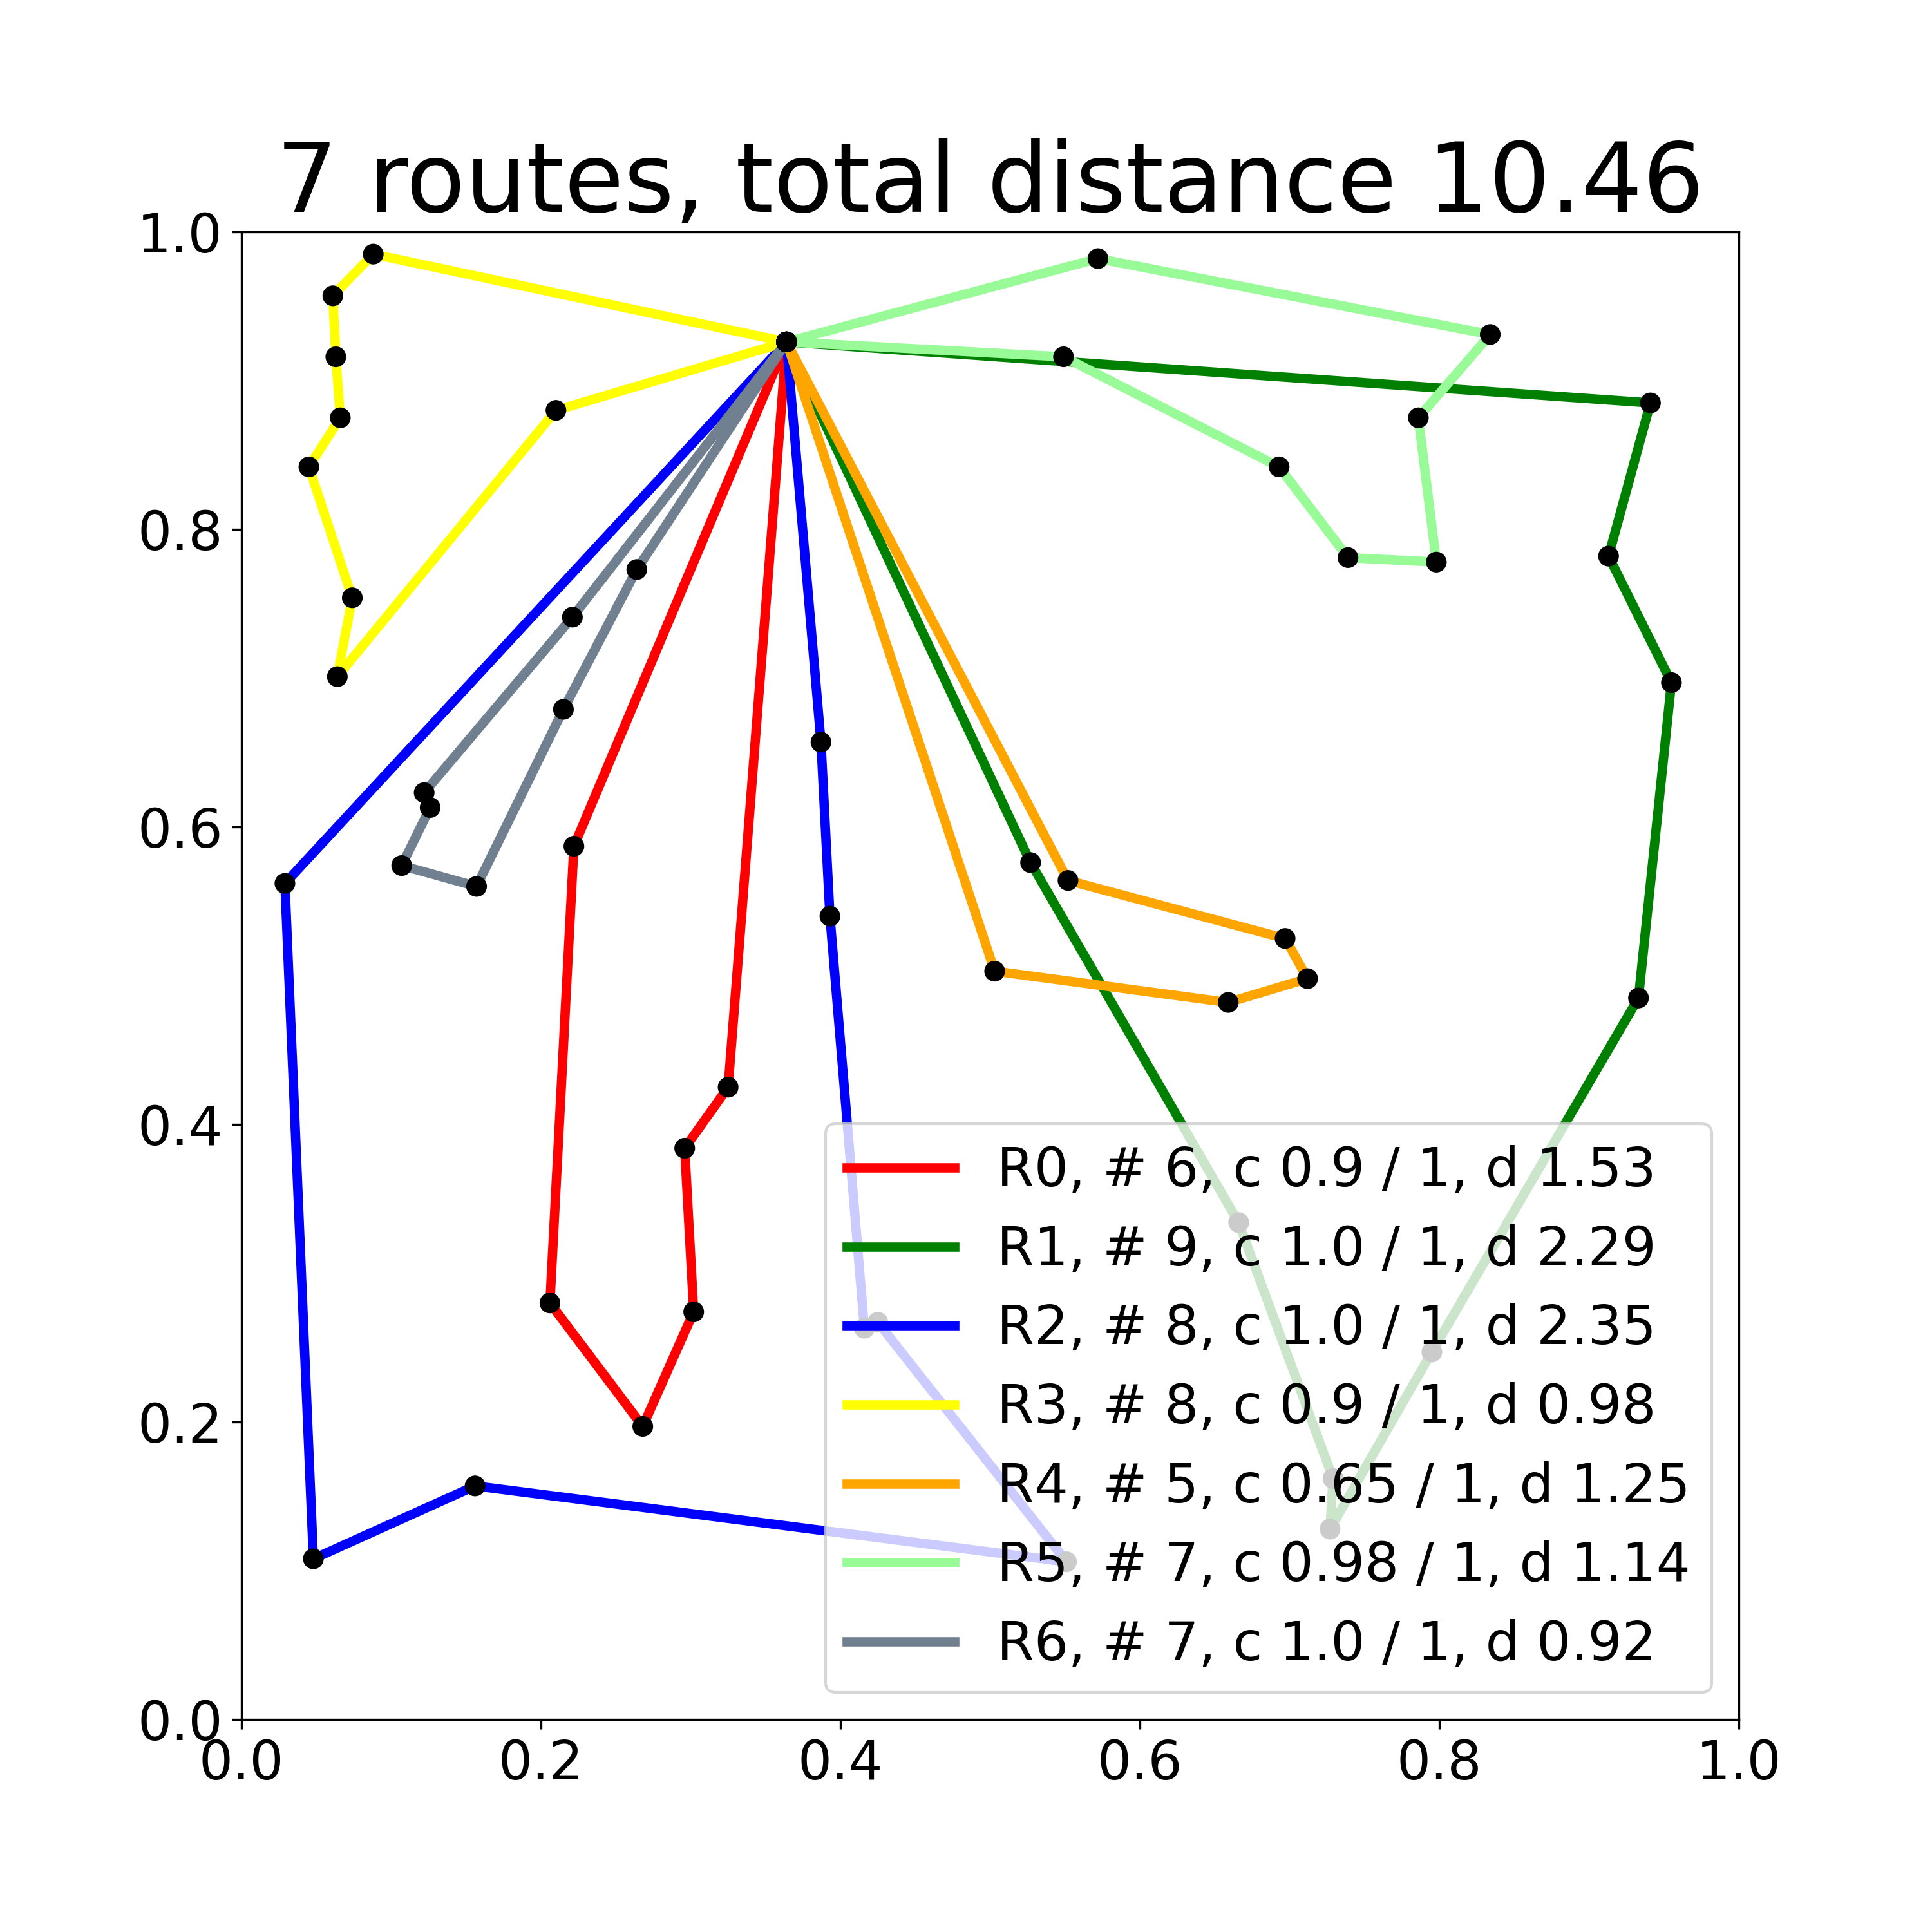 7 routes, total distance 10.46
1.0
0.8
0.6
0.4
0.2
0.0
R0, # 6, c 0.9 / 1, d 1.53
R1, # 9, c 1.0 / 1, d 2.29
R2, # 8, c 1.0 / 1, d 2.35
R3, # 8, c 0.9 / 1, d 0.98
R4, # 5, c 0.65 / 1, d 1.25
R5, # 7, c 0.98 / 1, d 1.14
R6, # 7, c 1.0 / 1, d 0.92
0.0 0.2 0.4 0.6 0.8 1.0